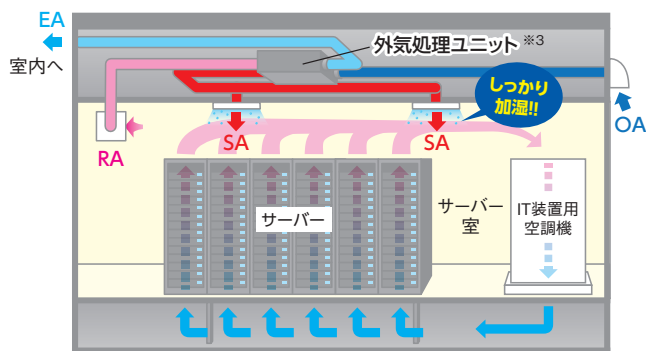 EA
室内へ
外気処理ユニット ※3
しっかり
加湿!!
OA
RA
SA
SA
サーバー
サーバー
室
IT装置用
空調機